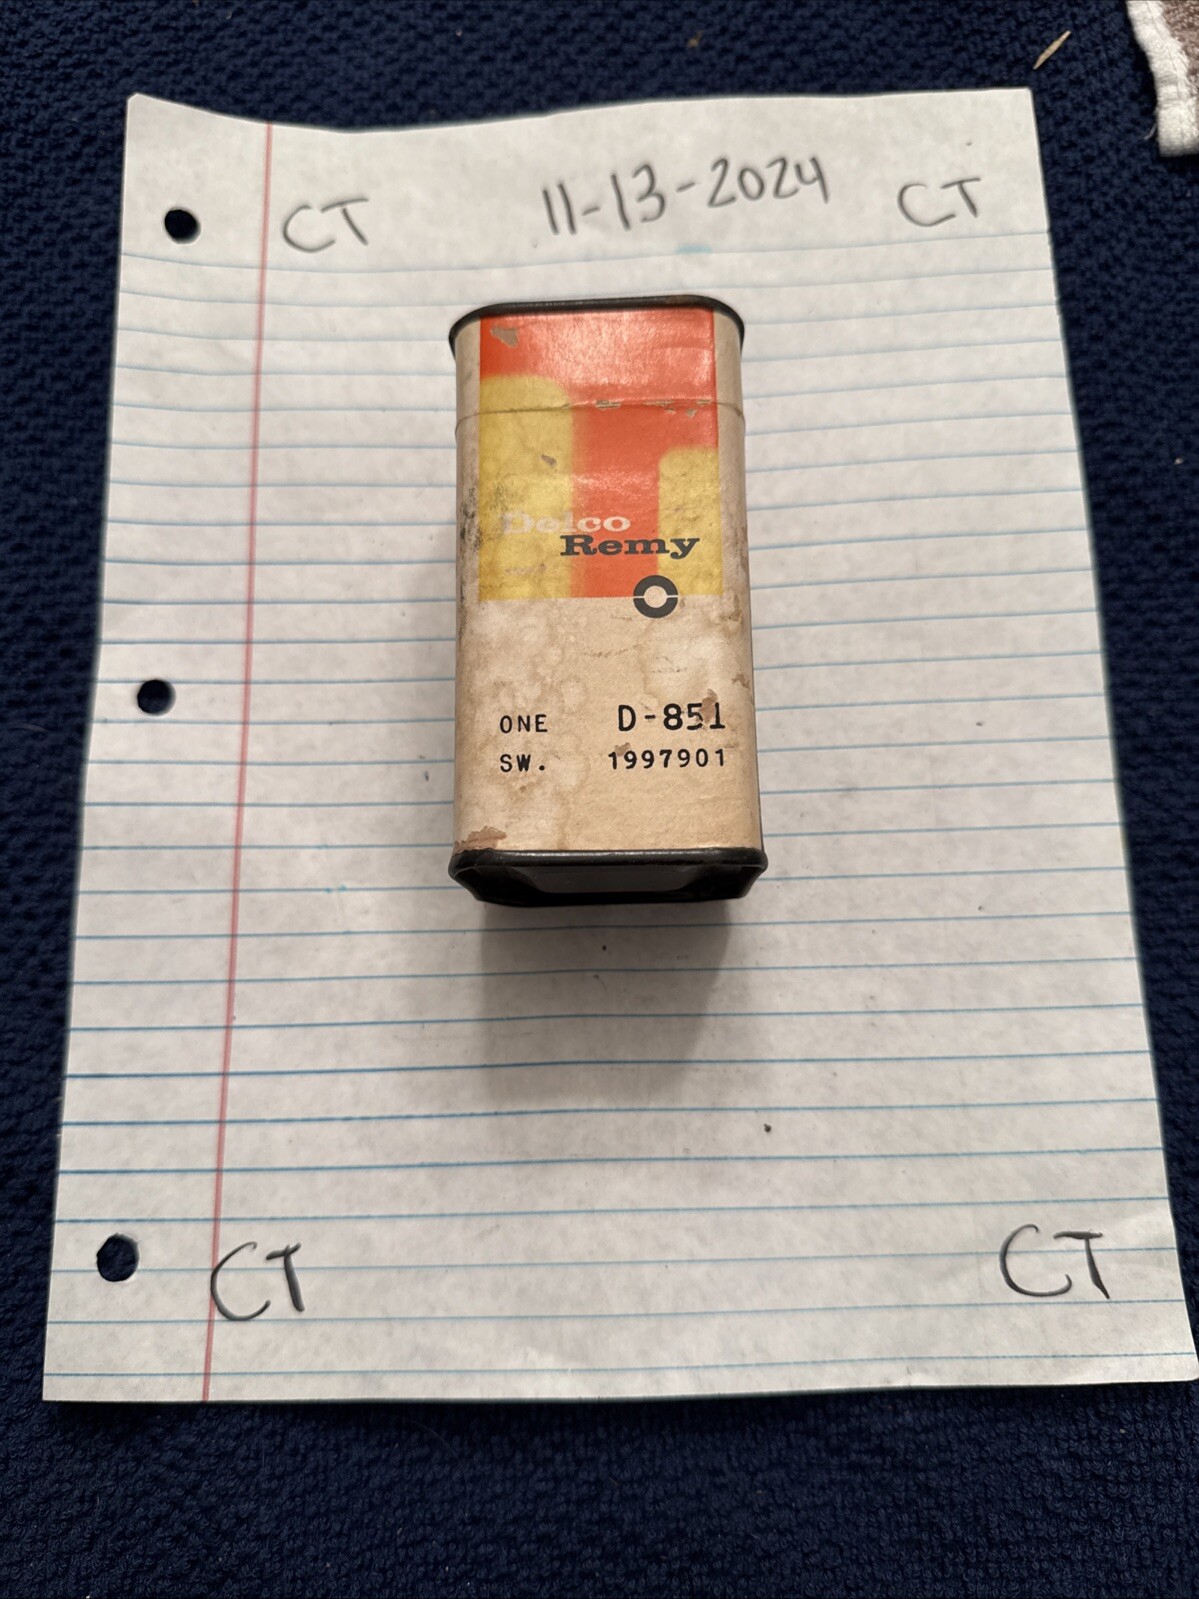 CT 11-13-2024 CT
Delco
Remy
ONE D-851
SW. 1997901
CT CT